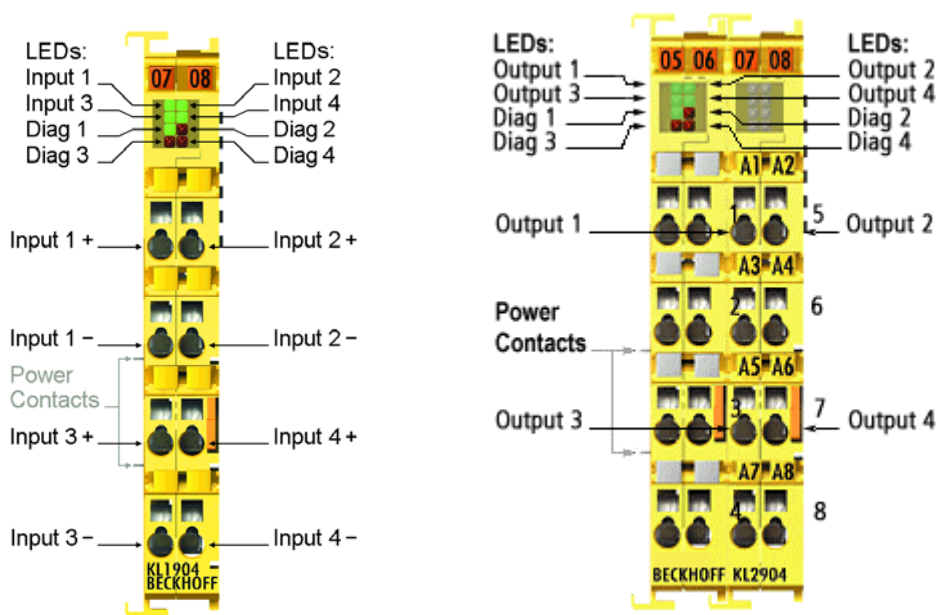 LEDs:
Input 1
Input 3
Diag 1
Diag 3
07 08
LEDs:
Input 2
Input 4
Diag 2
Diag 4
Input 1 +
Input 2 +
Input 1 –
Input 2 –
Power
Contacts
Input 3 +
Input 4 +
Input 3 –
Input 4 –
KL1904
BECKHOFF
LEDs:
Output 1
Output 3
Diag 1
Diag 3
05 06 07 08
LEDs:
Output 2
Output 4
Diag 2
Diag 4
A1 A2
Output 1
1
5
Output 2
A3 A4
Power
Contacts
2
6
A5 A6
Output 3
3
7
Output 4
A7 A8
4
8
BECKHOFF KL2904